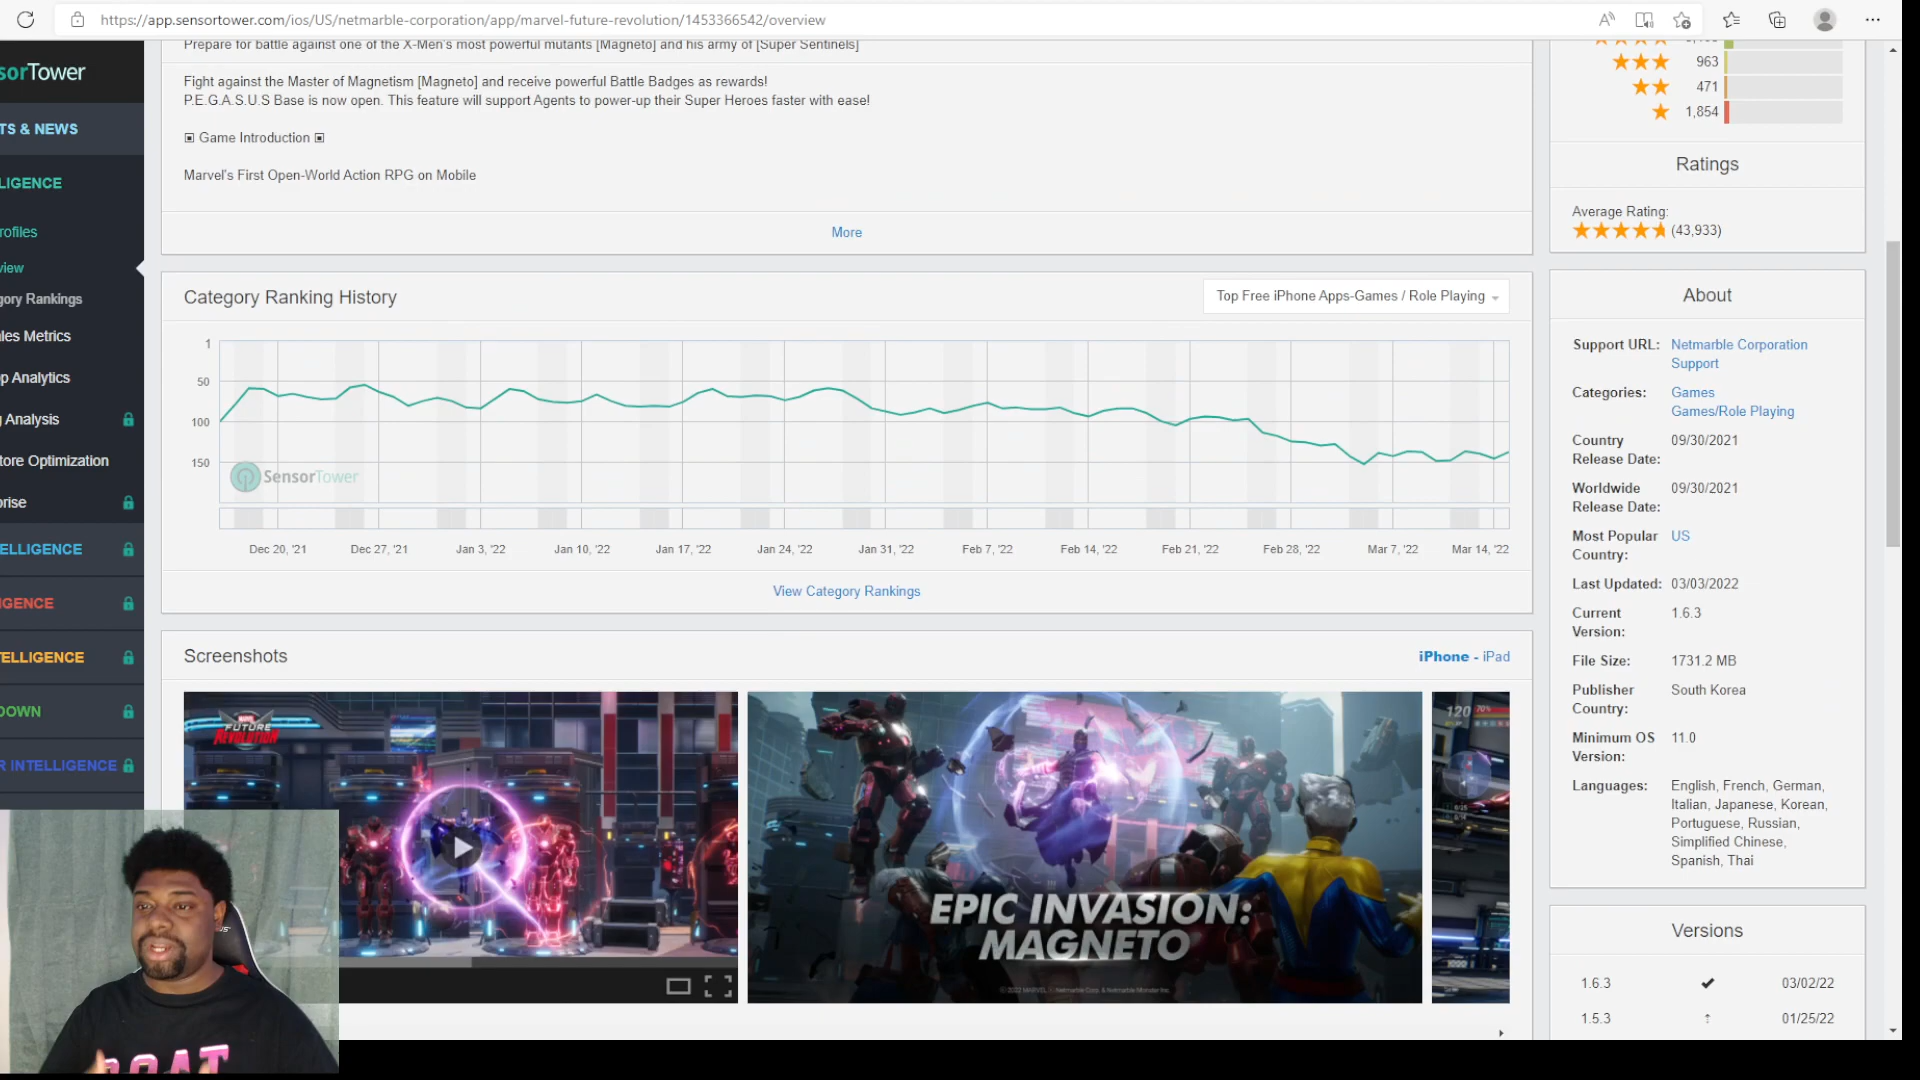 https://app.sensortower.com/ios/US/netmarble-corporation/app/marvel-future-revolution/1453366542/overview
Prepare for battle against one of the X-Men's most powerful mutants [Magneto] and his army of [Super Sentinels]
Fight against the Master of Magnetism [Magneto] and receive powerful Battle Badges as rewards!
P.E.G.A.S.U.S Base is now open. This feature will support Agents to power-up their Super Heroes faster with ease!
▣ Game Introduction ▣
Marvel's First Open-World Action RPG on Mobile
More
sorTower
TS & NEWS
LIGENCE
rofiles
view
gory Rankings
les Metrics
p Analytics
g Analysis
tore Optimization
prise
ELLIGENCE
IGENCE
TELLIGENCE
DOWN
R INTELLIGENCE
Category Ranking History
Top Free iPhone Apps-Games / Role Playing
1
50
100
150
SensorTower
Dec 20, '21
Dec 27, '21
Jan 3, '22
Jan 10, '22
Jan 17, '22
Jan 24, '22
Jan 31, '22
Feb 7, '22
Feb 14, '22
Feb 21, '22
Feb 28, '22
Mar 7, '22
Mar 14, '22
View Category Rankings
Screenshots
iPhone - iPad
MARVEL
FUTURE
REVOLUTION
EPIC INVASION:
MAGNETO
120
963
471
1,854
Ratings
Average Rating:
(43,933)
About
Support URL: Netmarble Corporation
Support
Categories: Games
Games/Role Playing
Country 09/30/2021
Release Date:
Worldwide 09/30/2021
Release Date:
Most Popular US
Country:
Last Updated: 03/03/2022
Current 1.6.3
Version:
File Size: 1731.2 MB
Publisher South Korea
Country:
Minimum OS 11.0
Version:
Languages: English, French, German,
Italian, Japanese, Korean,
Portuguese, Russian,
Simplified Chinese,
Spanish, Thai
Versions
1.6.3 03/02/22
1.5.3 01/25/22